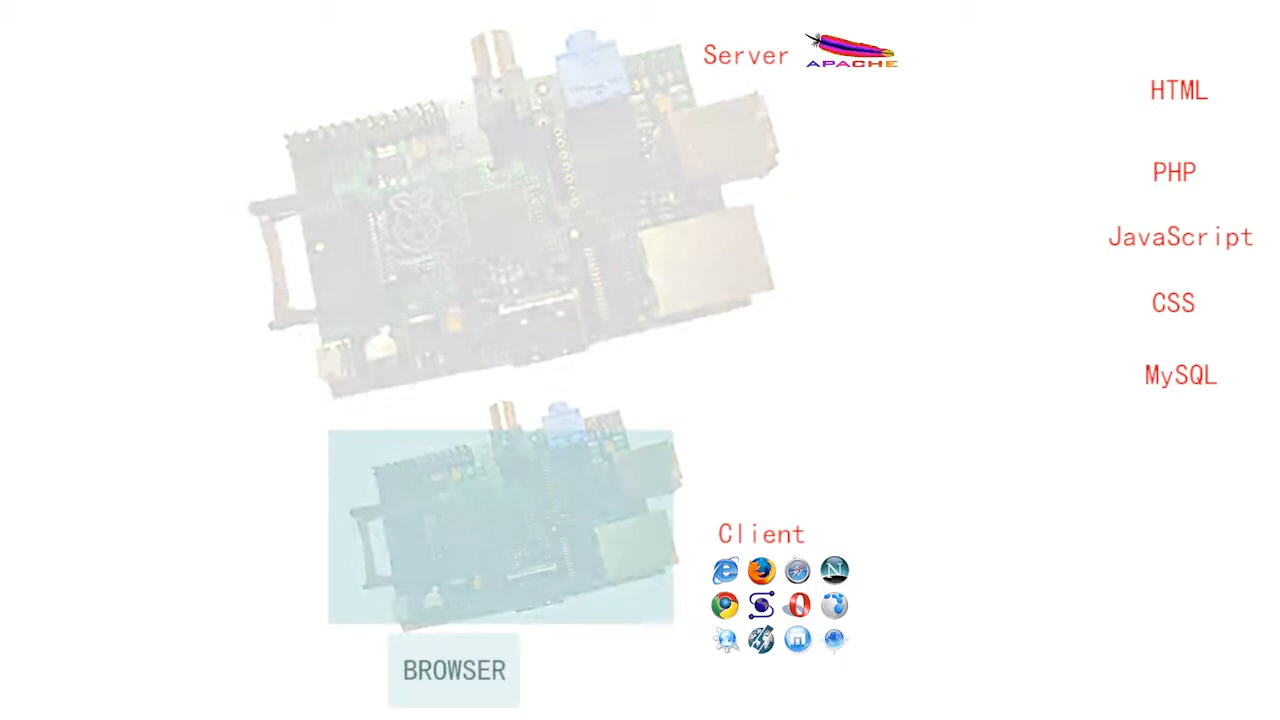 Server
APACHE
HTML
PHP
JavaScript
CSS
MySQL
Client
BROWSER